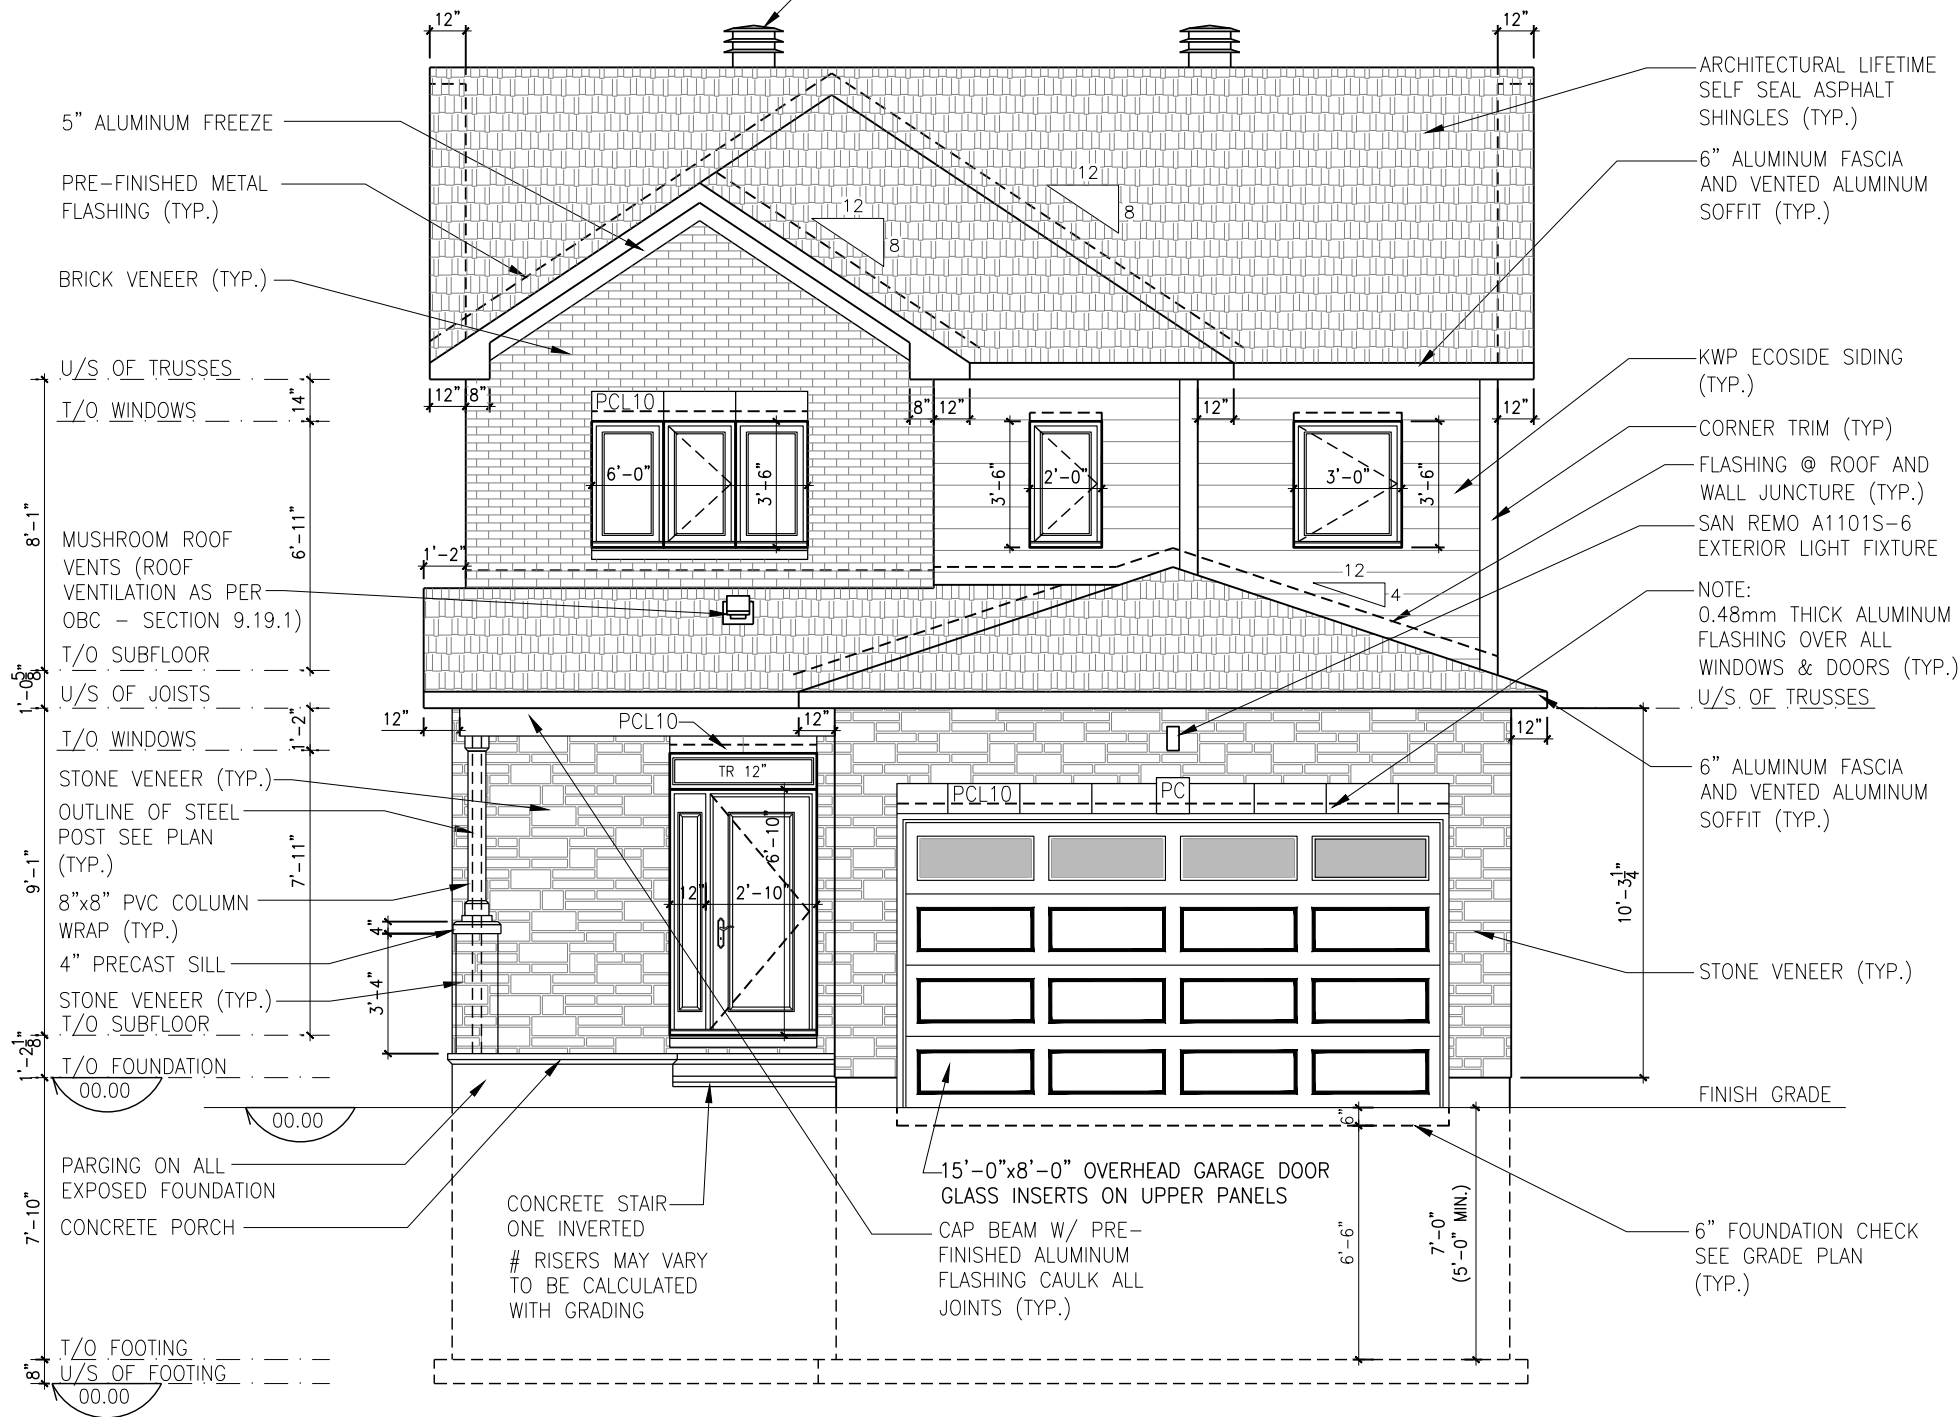 12"
12"
5" ALUMINUM FREEZE
PRE-FINISHED METAL
FLASHING (TYP.)
BRICK VENEER (TYP.)
U/S OF TRUSSES
T/O WINDOWS
14"
8'-1"
6'-11"
MUSHROOM ROOF
VENTS (ROOF
VENTILATION AS PER
OBC - SECTION 9.19.1)
T/O SUBFLOOR
1'-0 5/8"
U/S OF JOISTS
T/O WINDOWS
1'-2"
STONE VENEER (TYP.)
OUTLINE OF STEEL
POST SEE PLAN
(TYP.)
9'-1"
7'-11"
8"x8" PVC COLUMN
WRAP (TYP.)
4" PRECAST SILL
STONE VENEER (TYP.)
T/O SUBFLOOR
1'-2 1/8"
T/O FOUNDATION
00.00
00.00
PARGING ON ALL
EXPOSED FOUNDATION
CONCRETE PORCH
7'-10"
T/O FOOTING
U/S OF FOOTING
8"
00.00
12
8
12
8
12"
8"
PCL10
8"
12"
12"
12"
6'-0"
3'-6"
3'-6"
2'-0"
3'-0"
3'-6"
1'-2"
12
4
12"
PCL10
12"
12"
TR 12"
6'-10"
12"
2'-10"
4"
3'-4"
PCL10
PC
10'-3 1/4"
6"
6'-6"
7'-0"
(5'-0" MIN.)
CONCRETE STAIR
ONE INVERTED
# RISERS MAY VARY
TO BE CALCULATED
WITH GRADING
15'-0"x8'-0" OVERHEAD GARAGE DOOR
GLASS INSERTS ON UPPER PANELS
CAP BEAM W/ PRE-
FINISHED ALUMINUM
FLASHING CAULK ALL
JOINTS (TYP.)
ARCHITECTURAL LIFETIME
SELF SEAL ASPHALT
SHINGLES (TYP.)
6" ALUMINUM FASCIA
AND VENTED ALUMINUM
SOFFIT (TYP.)
KWP ECOSIDE SIDING
(TYP.)
CORNER TRIM (TYP)
FLASHING @ ROOF AND
WALL JUNCTURE (TYP.)
SAN REMO A1101S-6
EXTERIOR LIGHT FIXTURE
NOTE:
0.48mm THICK ALUMINUM
FLASHING OVER ALL
WINDOWS & DOORS (TYP.)
U/S OF TRUSSES
6" ALUMINUM FASCIA
AND VENTED ALUMINUM
SOFFIT (TYP.)
STONE VENEER (TYP.)
FINISH GRADE
6" FOUNDATION CHECK
SEE GRADE PLAN
(TYP.)